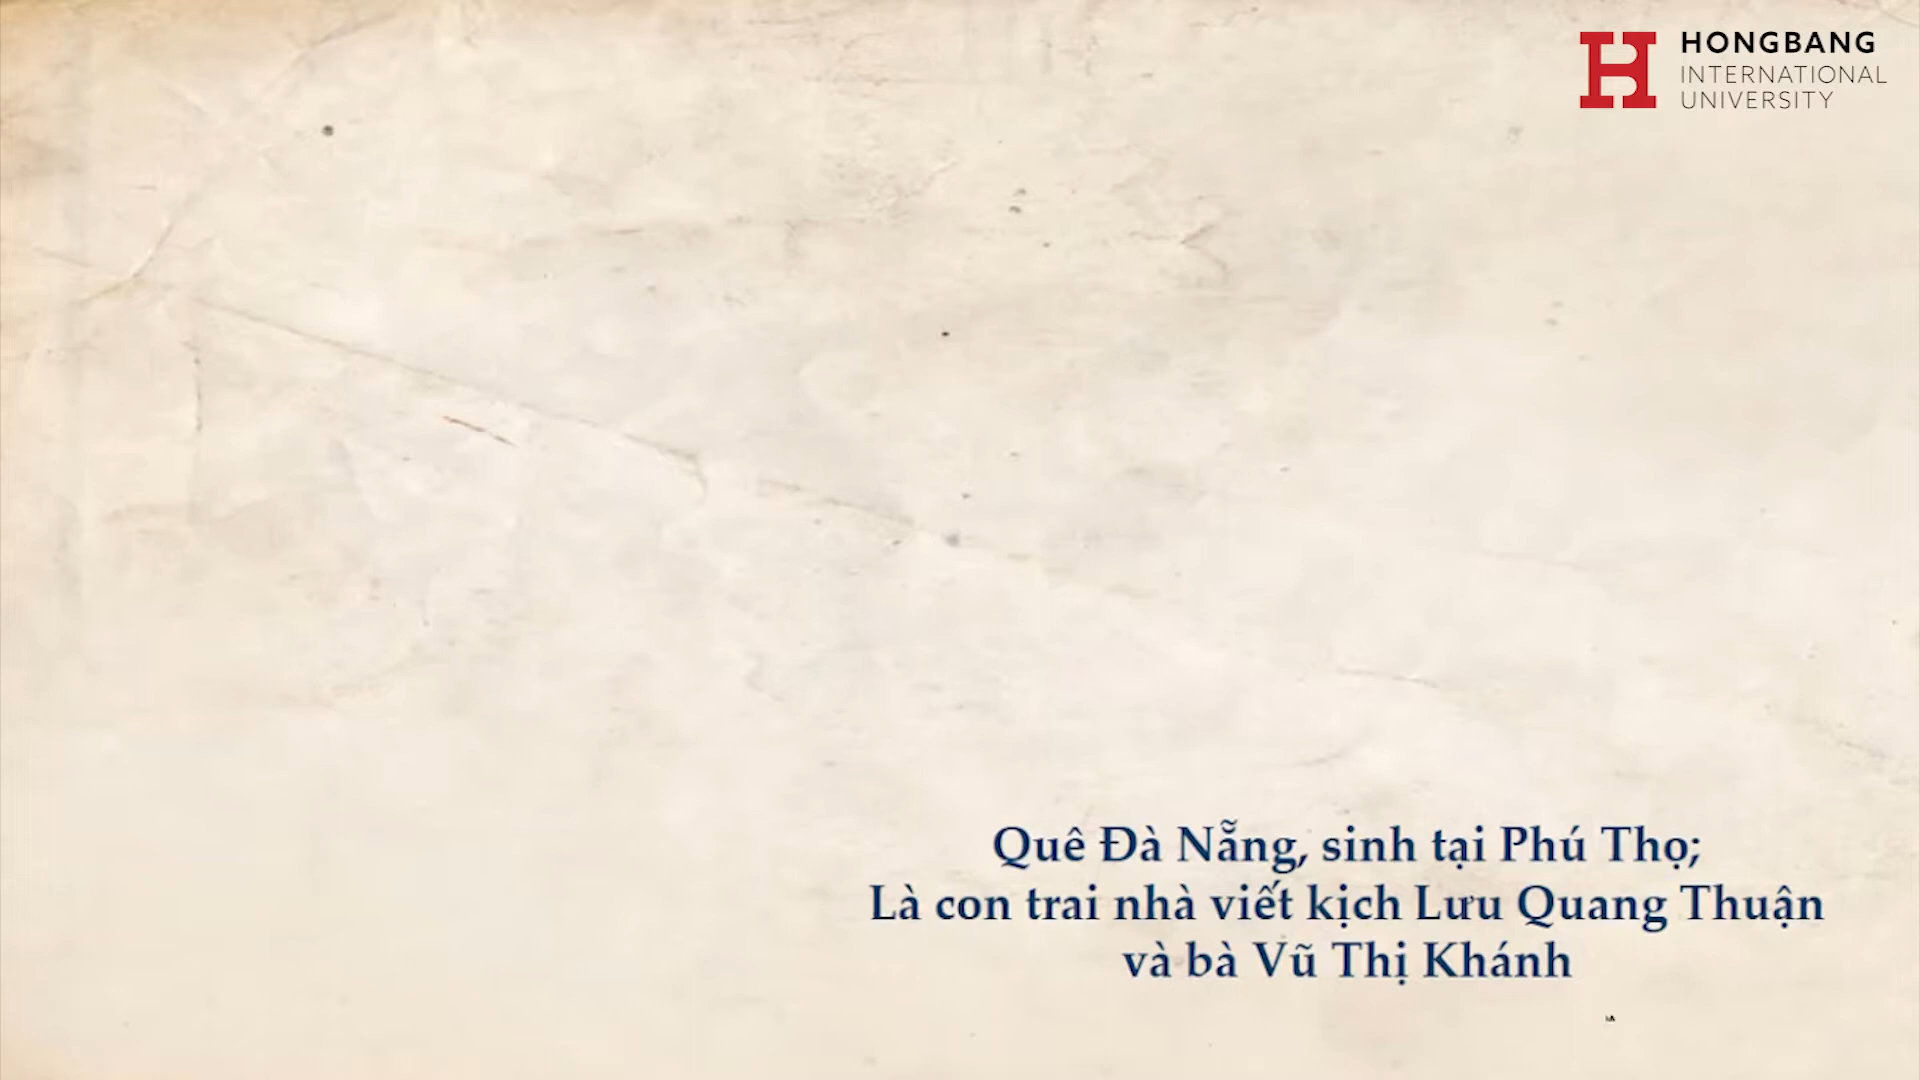 HONGBANG
INTERNATIONAL
UNIVERSITY
Quê Đà Nẵng, sinh tại Phú Thọ;
Là con trai nhà viết kịch Lưu Quang Thuận
và bà Vũ Thị Khánh